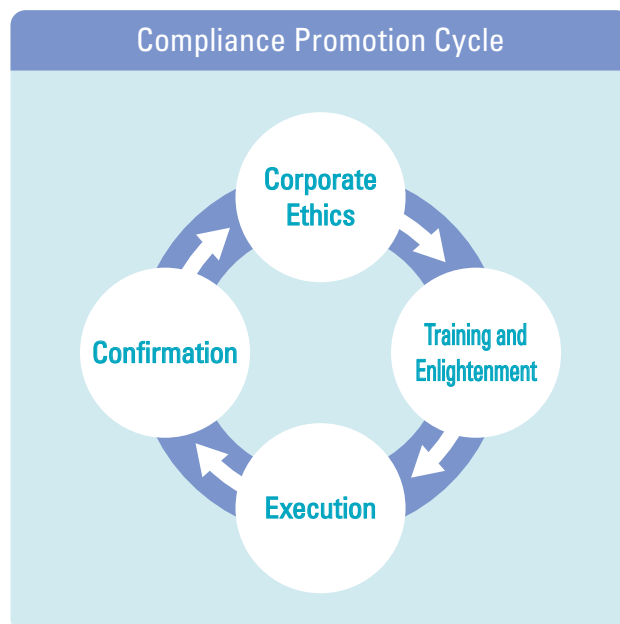 Compliance Promotion Cycle
Corporate
Ethics
Training and
Enlightenment
Execution
Confirmation